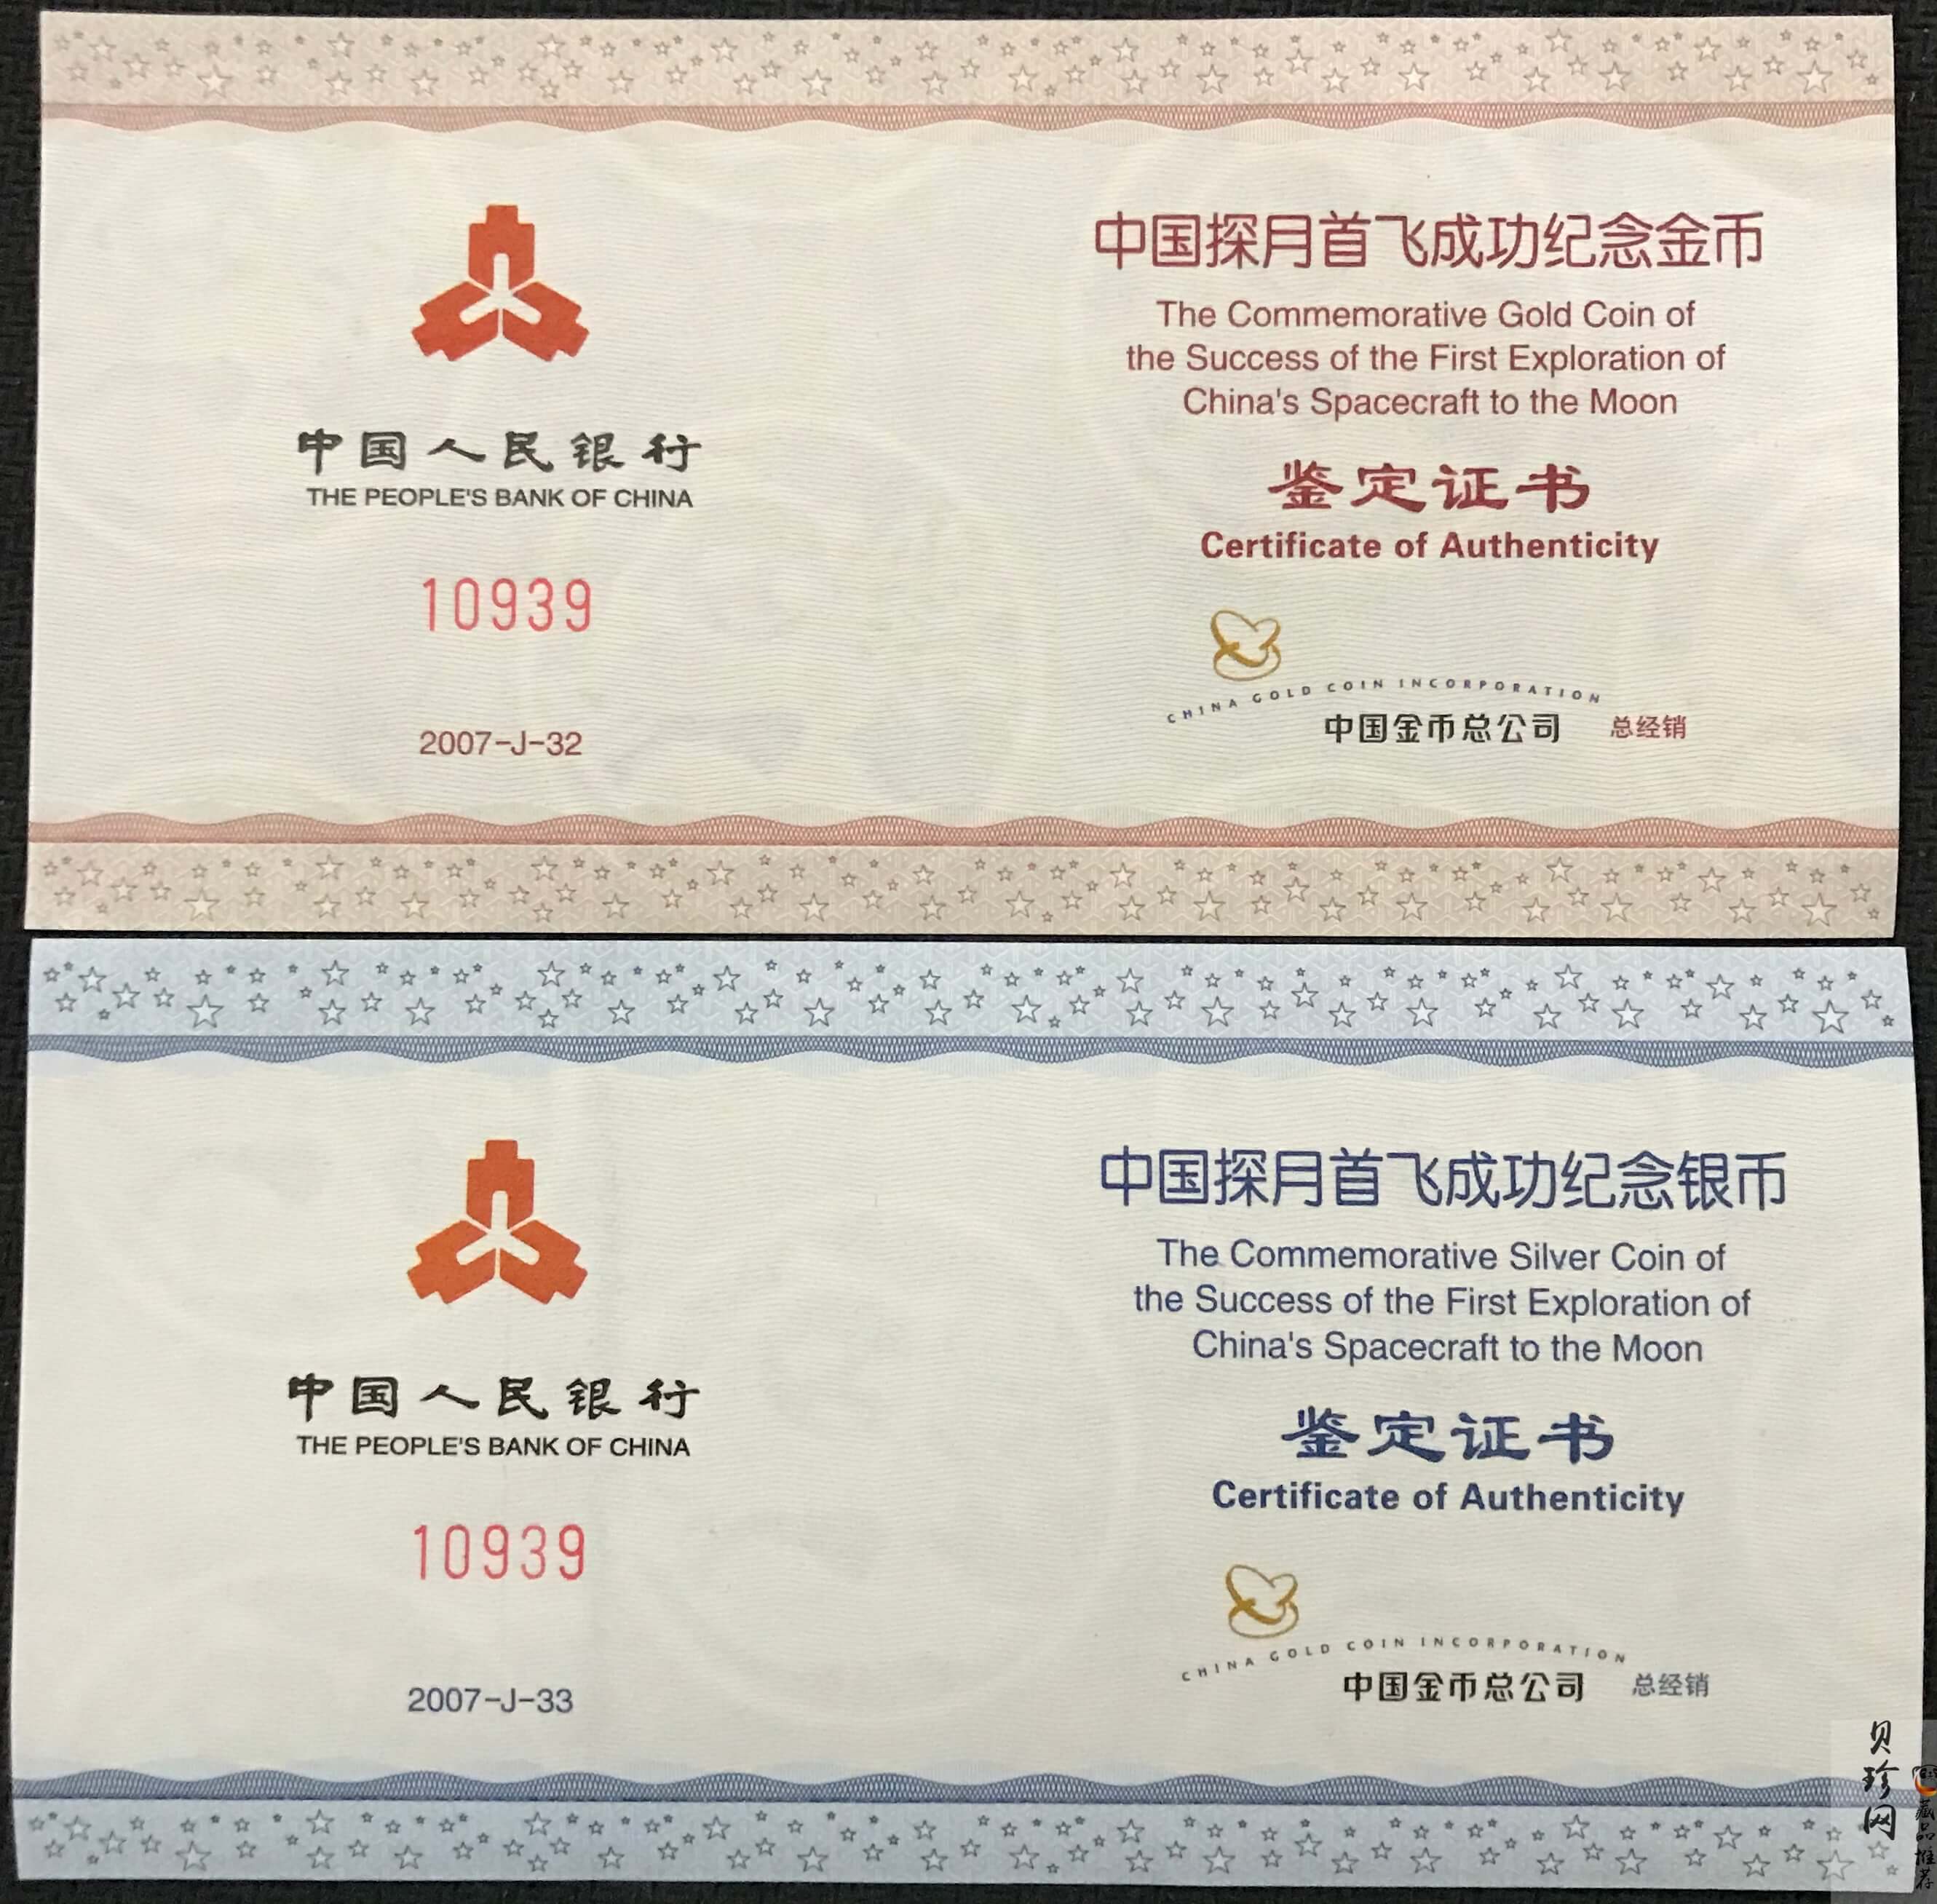 中国人民银行
THE PEOPLE'S BANK OF CHINA
10939
2007-J-32
中国探月首飞成功纪念金币
The Commemorative Gold Coin of
the Success of the First Exploration of
China's Spacecraft to the Moon
鉴定证书
Certificate of Authenticity
CHINA GOLD COIN INCORPORATION
中国金币总公司 总经销
中国人民银行
THE PEOPLE'S BANK OF CHINA
10939
2007-J-33
中国探月首飞成功纪念银币
The Commemorative Silver Coin of
the Success of the First Exploration of
China's Spacecraft to the Moon
鉴定证书
Certificate of Authenticity
CHINA GOLD COIN INCORPORATION
中国金币总公司 总经销
贝珍网
藏品推荐